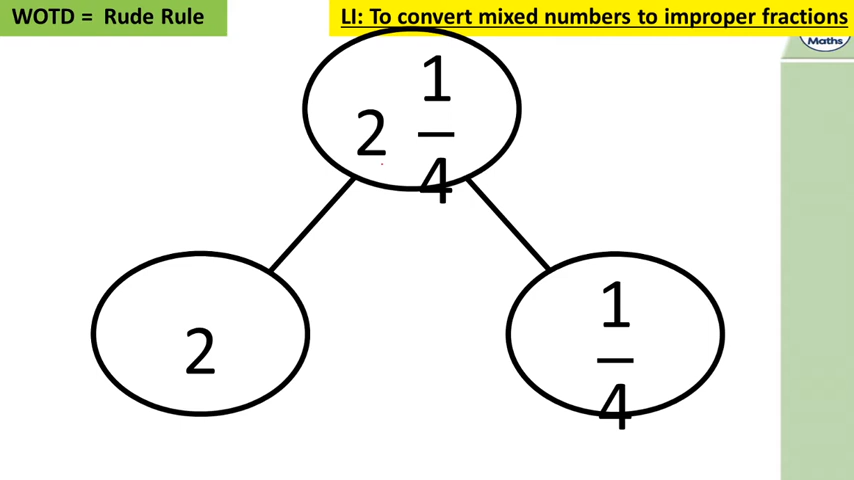 WOTD = Rude Rule
LI: To convert mixed numbers to improper fractions
Maths
2 1/4
2
1/4